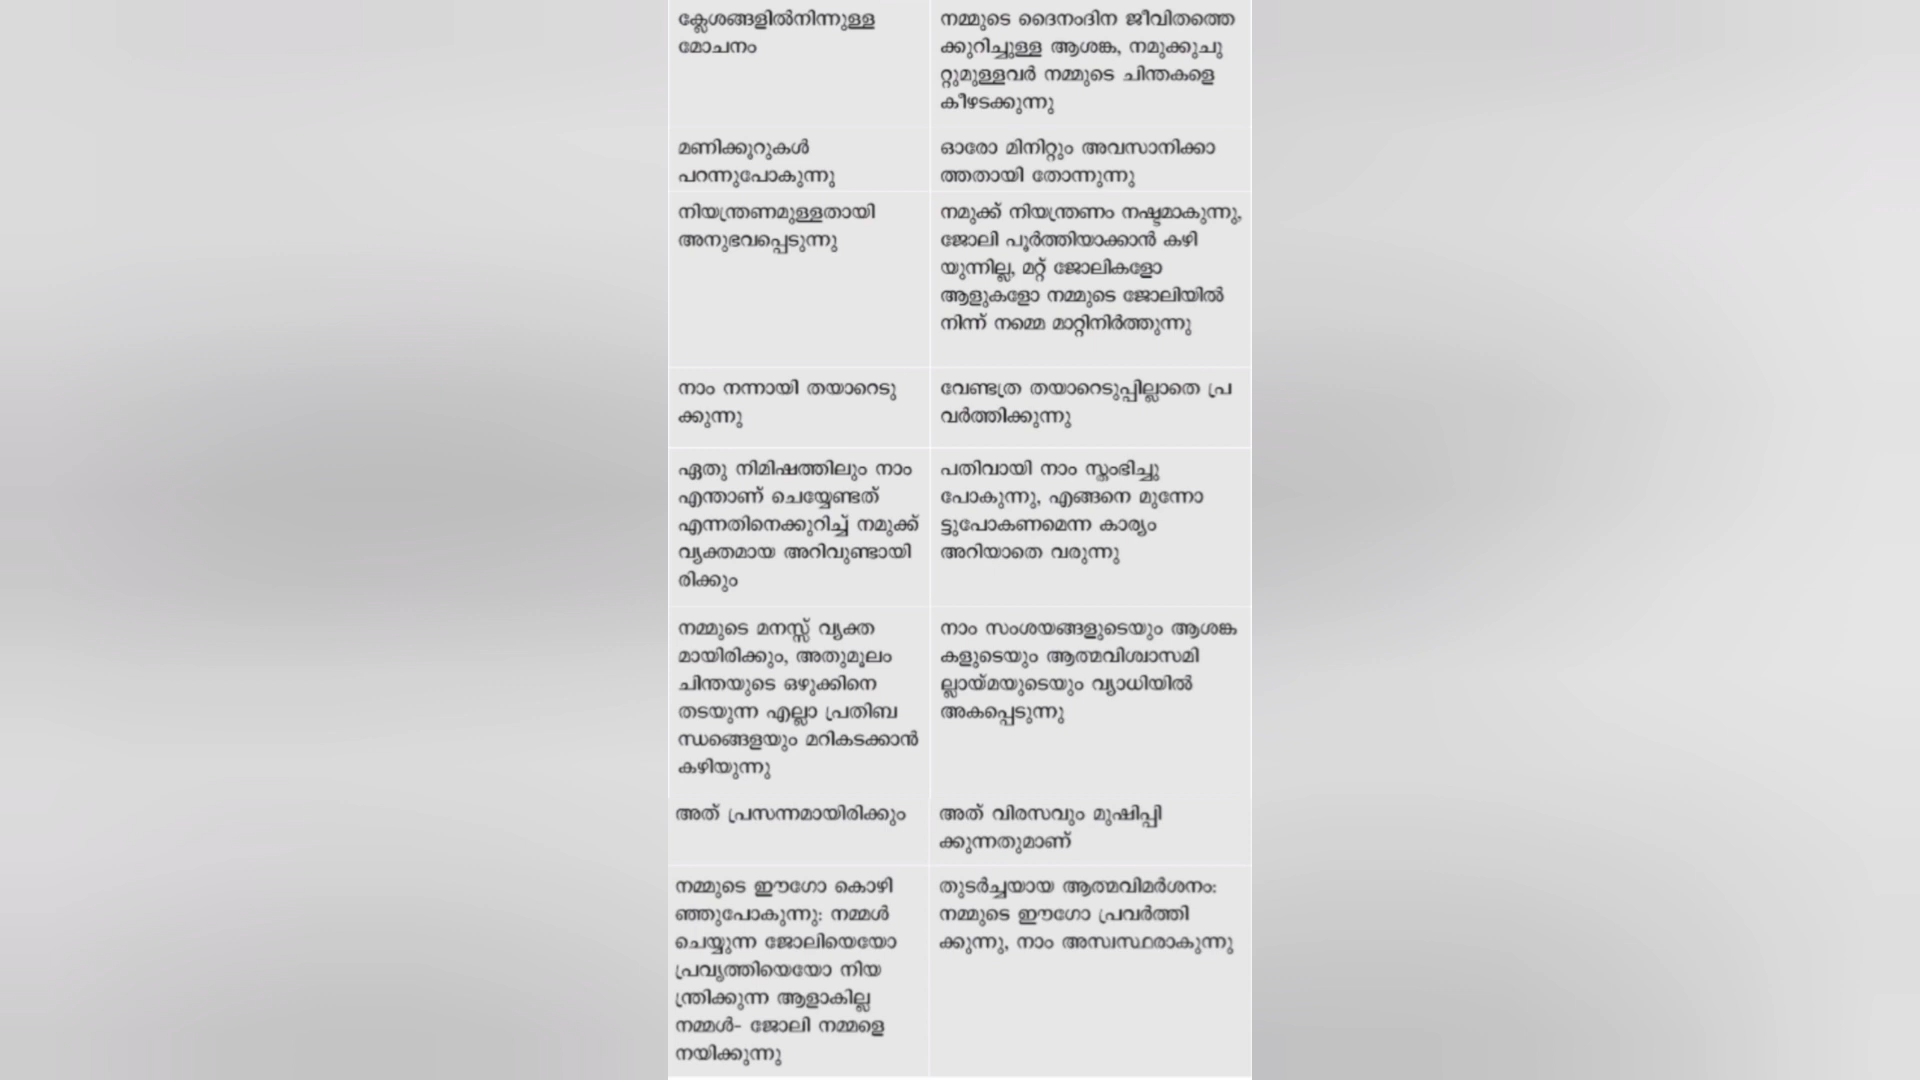 ക്ലേശങ്ങളിൽനിന്നുള്ള
മോചനം
നമ്മുടെ ദൈനംദിന ജീവിതത്തെ
ക്കുറിച്ചുള്ള ആശങ്ക, നമുക്കുചു
റ്റുമുള്ളവർ നമ്മുടെ ചിന്തകളെ
കീഴടക്കുന്നു
മണിക്കൂറുകൾ
പറന്നുപോകുന്നു
ഓരോ മിനിറ്റും അവസാനിക്കാ
ത്തതായി തോന്നുന്നു
നിയന്ത്രണമുള്ളതായി
അനുഭവപ്പെടുന്നു
നമുക്ക് നിയന്ത്രണം നഷ്ടമാകുന്നു,
ജോലി പൂർത്തിയാക്കാൻ കഴി
യുന്നില്ല, മറ്റ് ജോലികളോ
ആളുകളോ നമ്മുടെ ജോലിയിൽ
നിന്ന് നമ്മെ മാറ്റിനിർത്തുന്നു
നാം നന്നായി തയാറെടു
ക്കുന്നു
വേണ്ടത്ര തയാറെടുപ്പില്ലാതെ പ്ര
വർത്തിക്കുന്നു
ഏതു നിമിഷത്തിലും നാം
എന്താണ് ചെയ്യേണ്ടത്
എന്നതിനെക്കുറിച്ച് നമുക്ക്
വ്യക്തമായ അറിവുണ്ടായി
രിക്കും
പതിവായി നാം സ്തംഭിച്ചു
പോകുന്നു, എങ്ങനെ മുന്നോ
ട്ടുപോകണമെന്ന കാര്യം
അറിയാതെ വരുന്നു
നമ്മുടെ മനസ്സ് വ്യക്ത
മായിരിക്കും, അതുമൂലം
ചിന്തയുടെ ഒഴുക്കിനെ
തടയുന്ന എല്ലാ പ്രതിബ
ന്ധങ്ങെളയും മറികടക്കാൻ
കഴിയുന്നു
നാം സംശയങ്ങളുടെയും ആശങ്ക
കളുടെയും ആത്മവിശ്വാസമി
ല്ലായ്മയുടെയും വ്യാധിയിൽ
അകപ്പെടുന്നു
അത് പ്രസന്നമായിരിക്കും
അത് വിരസവും മുഷിപ്പി
ക്കുന്നതുമാണ്
നമ്മുടെ ഈഗോ കൊഴി
ഞ്ഞുപോകുന്നു: നമ്മൾ
ചെയ്യുന്ന ജോലിയെയോ
പ്രവൃത്തിയെയോ നിയ
ന്ത്രിക്കുന്ന ആളാകില്ല
നമ്മൾ- ജോലി നമ്മളെ
നയിക്കുന്നു
തുടർച്ചയായ ആത്മവിമർശനം:
നമ്മുടെ ഈഗോ പ്രവർത്തി
ക്കുന്നു, നാം അസ്വസ്ഥരാകുന്നു